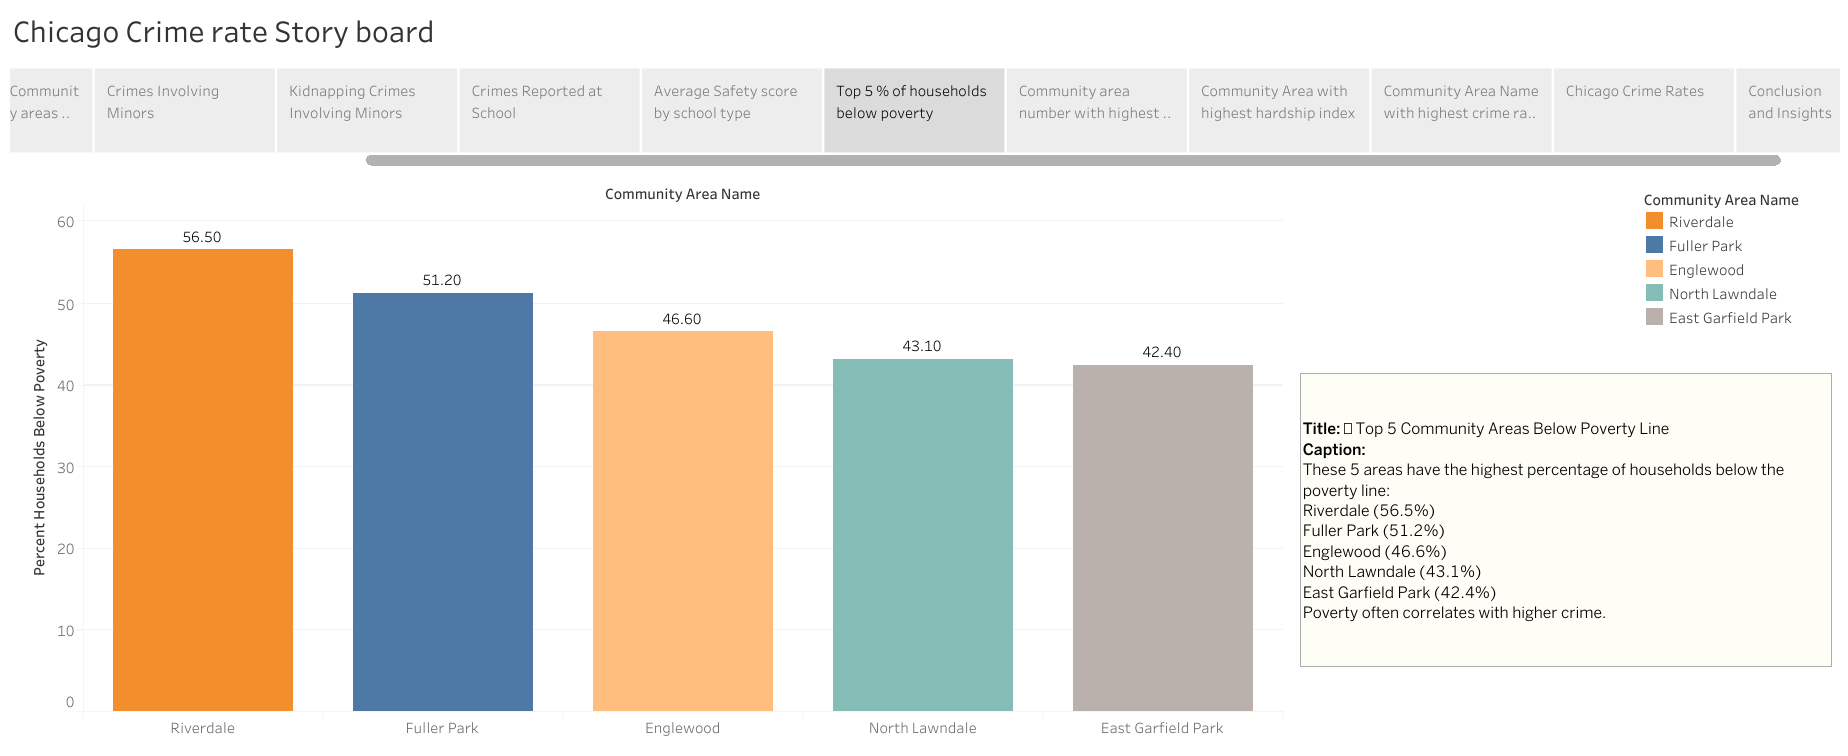 Chicago Crime rate Story board
Communit
y areas ..
Crimes Involving
Minors
Kidnapping Crimes
Involving Minors
Crimes Reported at
School
Average Safety score
by school type
Top 5 % of households
below poverty
Community area
number with highest ..
Community Area with
highest hardship index
Community Area Name
with highest crime ra..
Chicago Crime Rates
Conclusion
and Insights
Community Area Name
Percent Households Below Poverty
60
50
40
30
20
10
0
56.50
51.20
46.60
43.10
42.40
Riverdale
Fuller Park
Englewood
North Lawndale
East Garfield Park
Community Area Name
Riverdale
Fuller Park
Englewood
North Lawndale
East Garfield Park
Title: Top 5 Community Areas Below Poverty Line
Caption:
These 5 areas have the highest percentage of households below the
poverty line:
Riverdale (56.5%)
Fuller Park (51.2%)
Englewood (46.6%)
North Lawndale (43.1%)
East Garfield Park (42.4%)
Poverty often correlates with higher crime.